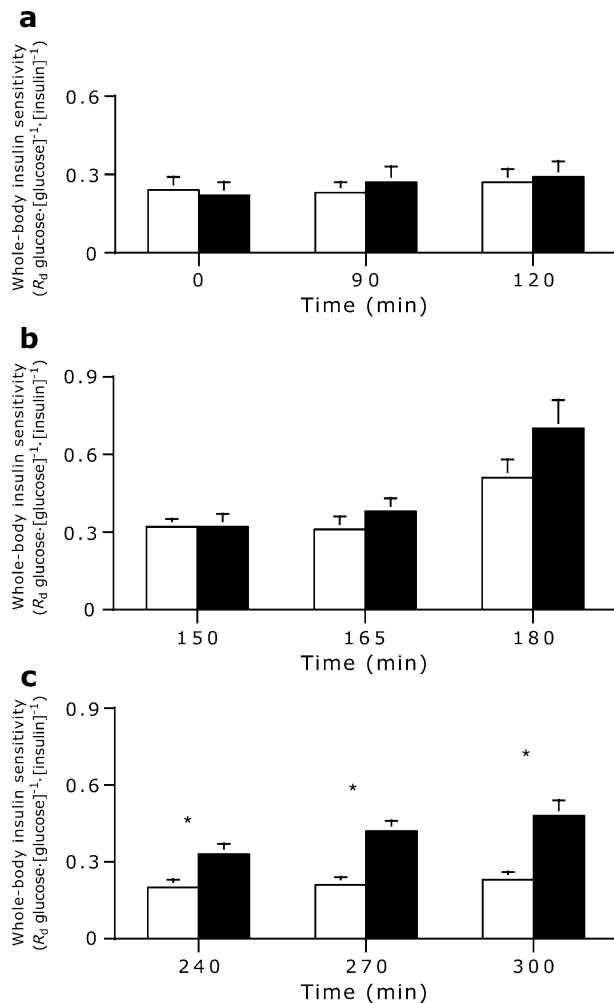 a
Whole-body insulin sensitivity
(Rd glucose·[glucose]-1·[insulin]-1)
0.6
0.3
0
0 90 120
Time (min)
b
Whole-body insulin sensitivity
(Rd glucose·[glucose]-1·[insulin]-1)
0.9
0.6
0.3
0
150 165 180
Time (min)
c
Whole-body insulin sensitivity
(Rd glucose·[glucose]-1·[insulin]-1)
0.9
0.6
0.3
0
* * *
240 270 300
Time (min)